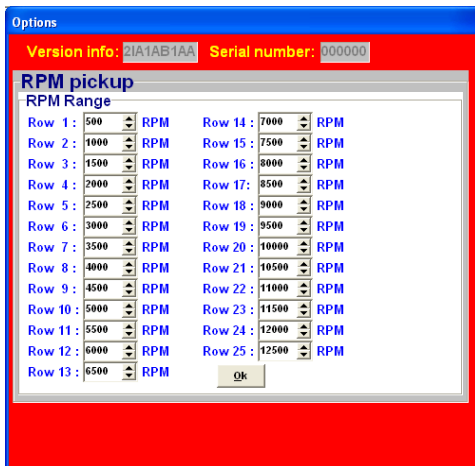 Options
Version info: 2IA1AB1AA Serial number: 000000
RPM pickup
RPM Range
Row 1 : 500 RPM Row 14 : 7000 RPM
Row 2 : 1000 RPM Row 15 : 7500 RPM
Row 3 : 1500 RPM Row 16 : 8000 RPM
Row 4 : 2000 RPM Row 17: 8500 RPM
Row 5 : 2500 RPM Row 18 : 9000 RPM
Row 6 : 3000 RPM Row 19 : 9500 RPM
Row 7 : 3500 RPM Row 20 : 10000 RPM
Row 8 : 4000 RPM Row 21 : 10500 RPM
Row 9 : 4500 RPM Row 22 : 11000 RPM
Row 10 : 5000 RPM Row 23 : 11500 RPM
Row 11 : 5500 RPM Row 24 : 12000 RPM
Row 12 : 6000 RPM Row 25 : 12500 RPM
Row 13 : 6500 RPM Ok